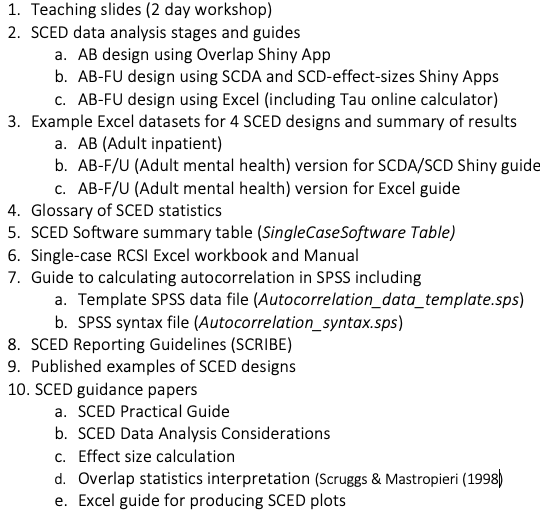 1. Teaching slides (2 day workshop)
2. SCED data analysis stages and guides
a. AB design using Overlap Shiny App
b. AB-FU design using SCDA and SCD-effect-sizes Shiny Apps
c. AB-FU design using Excel (including Tau online calculator)
3. Example Excel datasets for 4 SCED designs and summary of results
a. AB (Adult inpatient)
b. AB-F/U (Adult mental health) version for SCDA/SCD Shiny guide
c. AB-F/U (Adult mental health) version for Excel guide
4. Glossary of SCED statistics
5. SCED Software summary table (SingleCaseSoftware Table)
6. Single-case RCSI Excel workbook and Manual
7. Guide to calculating autocorrelation in SPSS including
a. Template SPSS data file (Autocorrelation_data_template.sps)
b. SPSS syntax file (Autocorrelation_syntax.sps)
8. SCED Reporting Guidelines (SCRIBE)
9. Published examples of SCED designs
10. SCED guidance papers
a. SCED Practical Guide
b. SCED Data Analysis Considerations
c. Effect size calculation
d. Overlap statistics interpretation (Scruggs & Mastropieri (1998)
e. Excel guide for producing SCED plots